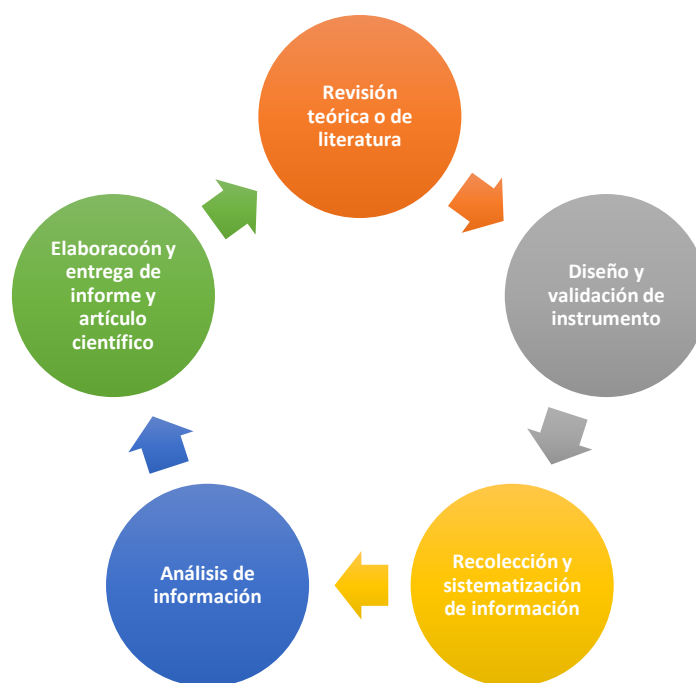 Revisión
teórica o de
literatura
Diseño y
validación de
instrumento
Recolección y
sistematización
de información
Análisis de
información
Elaboracoón y
entrega de
informe y
artículo
científico